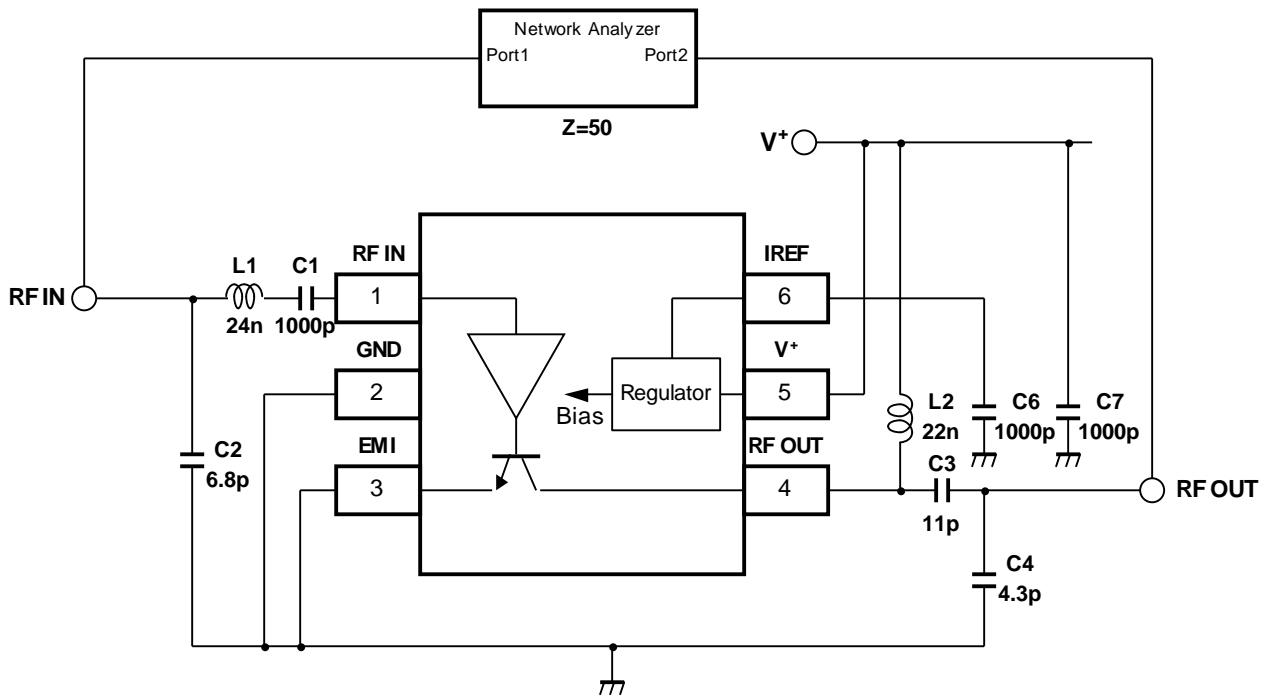 Network Analyzer
Port1
Port2
Z=50
V+
RF IN
L1
24n
C1
1000p
RF IN
1
GND
2
EMI
3
C2
6.8p
Regulator
Bias
IREF
6
V+
5
RF OUT
4
L2
22n
C6
1000p
C7
1000p
C3
11p
RF OUT
C4
4.3p